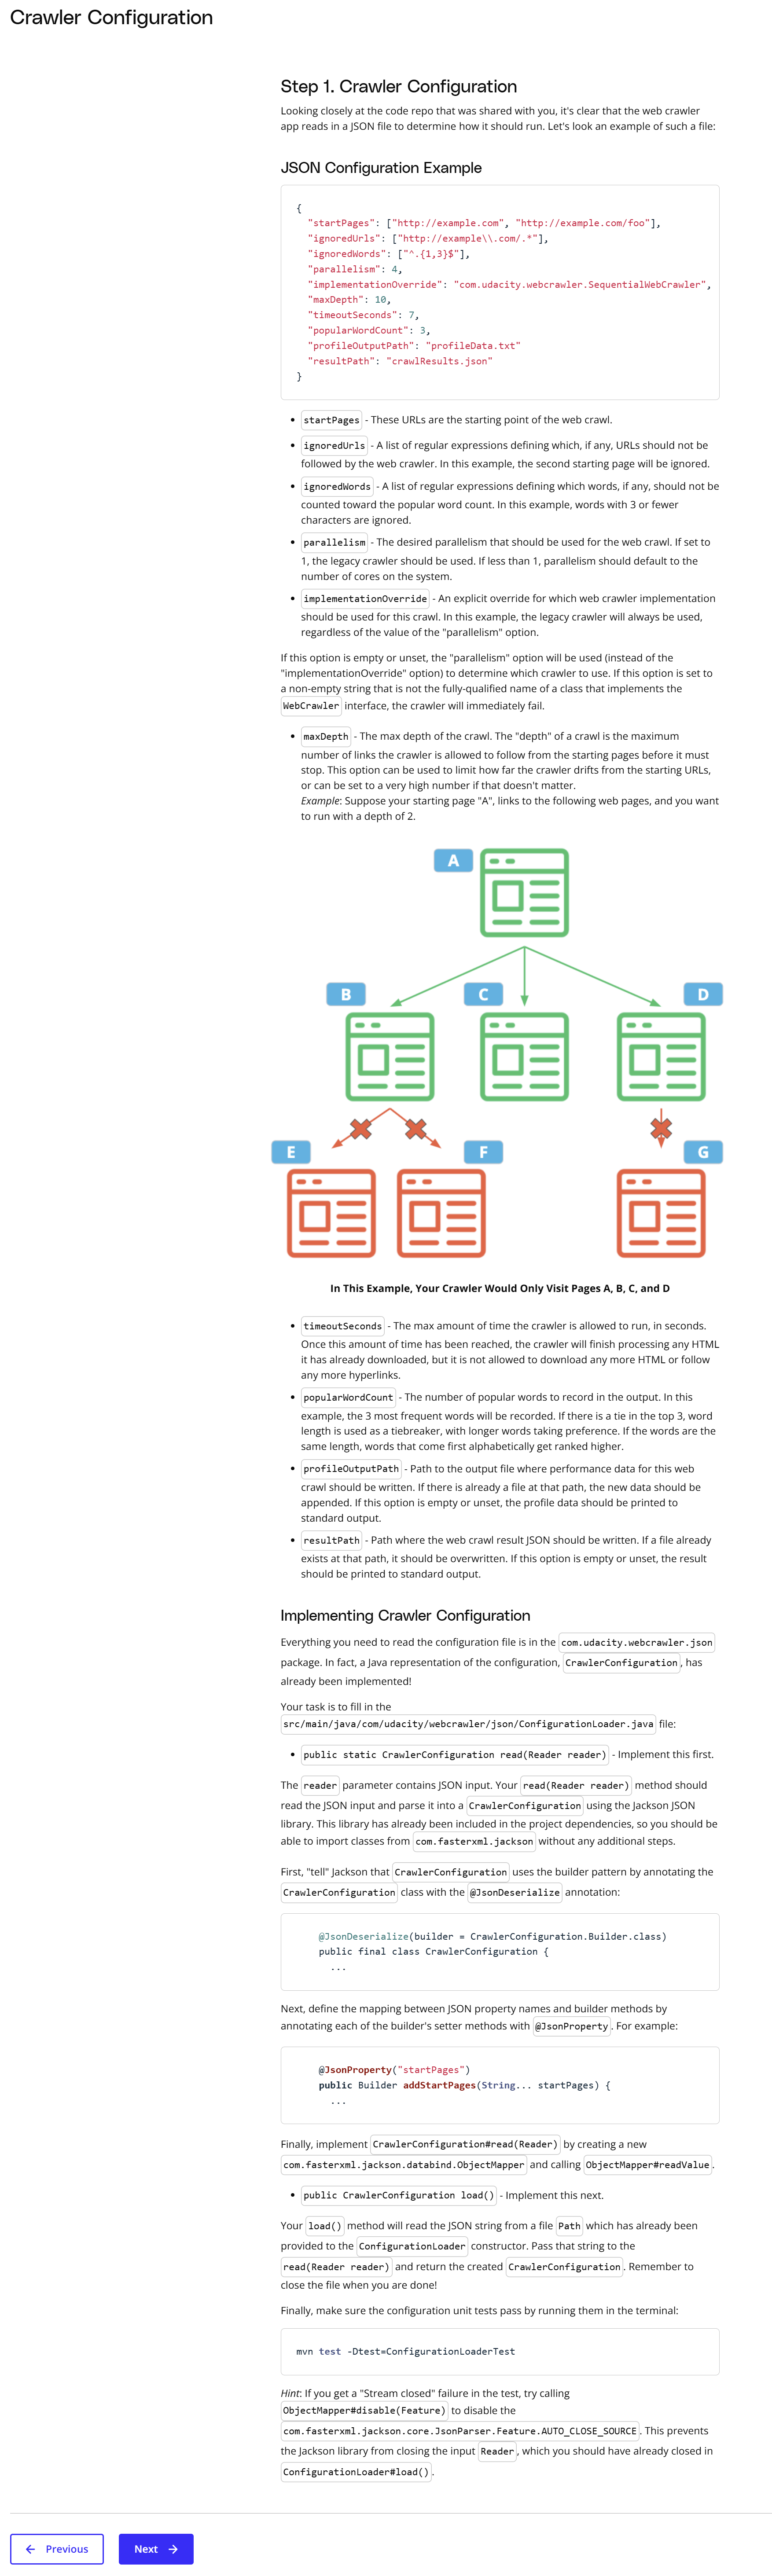 Crawler Configuration
Step 1. Crawler Configuration
Looking closely at the code repo that was shared with you, it's clear that the web crawler
app reads in a JSON file to determine how it should run. Let's look an example of such a file:
JSON Configuration Example
{
"startPages": ["http://example.com", "http://example.com/foo"],
"ignoredUrls": ["http://example\\.com/.*"],
"ignoredWords": ["^.{1,3}$"],
"parallelism": 4,
"implementationOverride": "com.udacity.webcrawler.SequentialWebCrawler",
"maxDepth": 10,
"timeoutSeconds": 7,
"popularWordCount": 3,
"profileOutputPath": "profileData.txt"
"resultPath": "crawlResults.json"
}
• startPages - These URLs are the starting point of the web crawl.
• ignoredUrls - A list of regular expressions defining which, if any, URLs should not be
followed by the web crawler. In this example, the second starting page will be ignored.
• ignoredWords - A list of regular expressions defining which words, if any, should not be
counted toward the popular word count. In this example, words with 3 or fewer
characters are ignored.
• parallelism - The desired parallelism that should be used for the web crawl. If set to
1, the legacy crawler should be used. If less than 1, parallelism should default to the
number of cores on the system.
• implementationOverride - An explicit override for which web crawler implementation
should be used for this crawl. In this example, the legacy crawler will always be used,
regardless of the value of the "parallelism" option.
If this option is empty or unset, the "parallelism" option will be used (instead of the
"implementationOverride" option) to determine which crawler to use. If this option is set to
a non-empty string that is not the fully-qualified name of a class that implements the
WebCrawler interface, the crawler will immediately fail.
• maxDepth - The max depth of the crawl. The "depth" of a crawl is the maximum
number of links the crawler is allowed to follow from the starting pages before it must
stop. This option can be used to limit how far the crawler drifts from the starting URLs,
or can be set to a very high number if that doesn't matter.
Example: Suppose your starting page "A", links to the following web pages, and you want
to run with a depth of 2.
A
B C D
E F G
In This Example, Your Crawler Would Only Visit Pages A, B, C, and D
• timeoutSeconds - The max amount of time the crawler is allowed to run, in seconds.
Once this amount of time has been reached, the crawler will finish processing any HTML
it has already downloaded, but it is not allowed to download any more HTML or follow
any more hyperlinks.
• popularWordCount - The number of popular words to record in the output. In this
example, the 3 most frequent words will be recorded. If there is a tie in the top 3, word
length is used as a tiebreaker, with longer words taking preference. If the words are the
same length, words that come first alphabetically get ranked higher.
• profileOutputPath - Path to the output file where performance data for this web
crawl should be written. If there is already a file at that path, the new data should be
appended. If this option is empty or unset, the profile data should be printed to
standard output.
• resultPath - Path where the web crawl result JSON should be written. If a file already
exists at that path, it should be overwritten. If this option is empty or unset, the result
should be printed to standard output.
Implementing Crawler Configuration
Everything you need to read the configuration file is in the com.udacity.webcrawler.json
package. In fact, a Java representation of the configuration, CrawlerConfiguration, has
already been implemented!
Your task is to fill in the
src/main/java/com/udacity/webcrawler/json/ConfigurationLoader.java file:
• public static CrawlerConfiguration read(Reader reader) - Implement this first.
The reader parameter contains JSON input. Your read(Reader reader) method should
read the JSON input and parse it into a CrawlerConfiguration using the Jackson JSON
library. This library has already been included in the project dependencies, so you should be
able to import classes from com.fasterxml.jackson without any additional steps.
First, "tell" Jackson that CrawlerConfiguration uses the builder pattern by annotating the
CrawlerConfiguration class with the @JsonDeserialize annotation:
@JsonDeserialize(builder = CrawlerConfiguration.Builder.class)
public final class CrawlerConfiguration {
...
Next, define the mapping between JSON property names and builder methods by
annotating each of the builder's setter methods with @JsonProperty. For example:
@JsonProperty("startPages")
public Builder addStartPages(String... startPages) {
...
Finally, implement CrawlerConfiguration#read(Reader) by creating a new
com.fasterxml.jackson.databind.ObjectMapper and calling ObjectMapper#readValue.
• public CrawlerConfiguration load() - Implement this next.
Your load() method will read the JSON string from a file Path which has already been
provided to the ConfigurationLoader constructor. Pass that string to the
read(Reader reader) and return the created CrawlerConfiguration. Remember to
close the file when you are done!
Finally, make sure the configuration unit tests pass by running them in the terminal:
mvn test -Dtest=ConfigurationLoaderTest
Hint: If you get a "Stream closed" failure in the test, try calling
ObjectMapper#disable(Feature) to disable the
com.fasterxml.jackson.core.JsonParser.Feature.AUTO_CLOSE_SOURCE. This prevents
the Jackson library from closing the input Reader, which you should have already closed in
ConfigurationLoader#load().
← Previous Next →